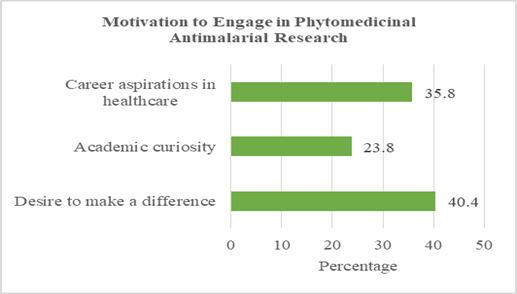 Motivation to Engage in Phytomedicinal
Antimalarial Research
Career aspirations in
healthcare
35.8
Academic curiosity
23.8
Desire to make a difference
40.4
0 10 20 30 40 50
Percentage